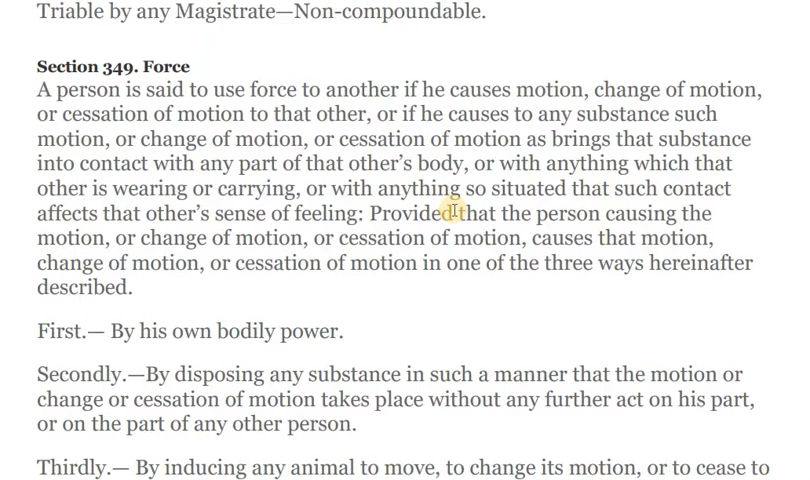 Triable by any Magistrate—Non-compoundable.
Section 349. Force
A person is said to use force to another if he causes motion, change of motion,
or cessation of motion to that other, or if he causes to any substance such
motion, or change of motion, or cessation of motion as brings that substance
into contact with any part of that other’s body, or with anything which that
other is wearing or carrying, or with anything so situated that such contact
affects that other’s sense of feeling: Provided that the person causing the
motion, or change of motion, or cessation of motion, causes that motion,
change of motion, or cessation of motion in one of the three ways hereinafter
described.
First.— By his own bodily power.
Secondly.—By disposing any substance in such a manner that the motion or
change or cessation of motion takes place without any further act on his part,
or on the part of any other person.
Thirdly.— By inducing any animal to move, to change its motion, or to cease to